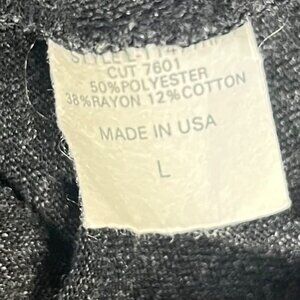 CUT 7601
50%POLYESTER
38%RAYON 12%COTTON
MADE IN USA
L